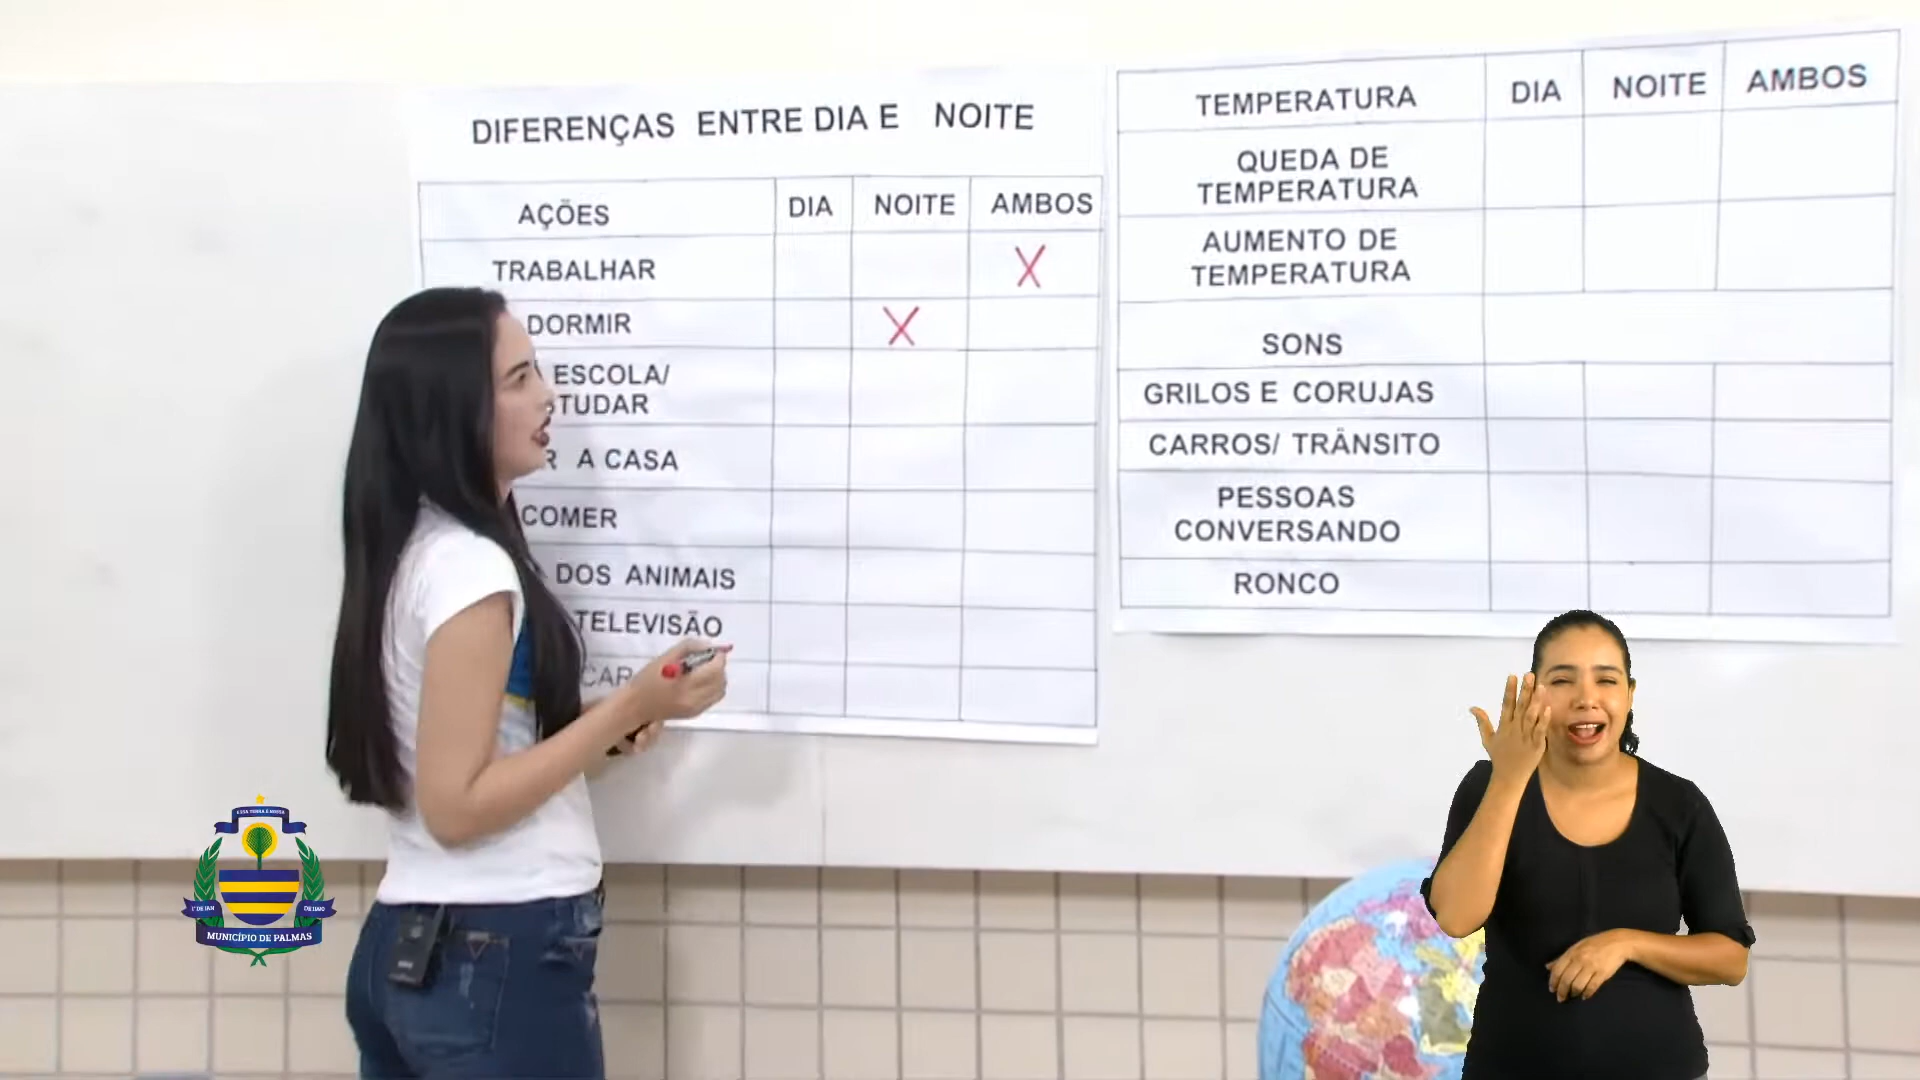 DIFERENÇAS ENTRE DIA E NOITE
AÇÕES DIA NOITE AMBOS
TRABALHAR X
DORMIR X
ESCOLA/
TUDAR
R A CASA
COMER
DOS ANIMAIS
TELEVISÃO
CAR
TEMPERATURA DIA NOITE AMBOS
QUEDA DE
TEMPERATURA
AUMENTO DE
TEMPERATURA
SONS
GRILOS E CORUJAS
CARROS/ TRÂNSITO
PESSOAS
CONVERSANDO
RONCO
MUNICÍPIO DE PALMAS